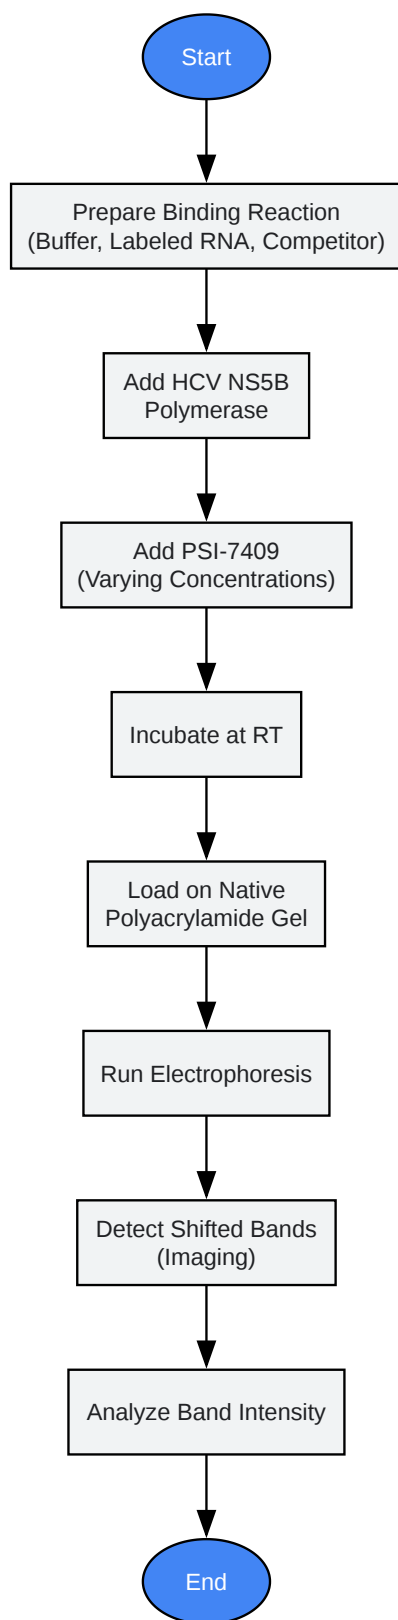 Start
Prepare Binding Reaction
(Buffer, Labeled RNA, Competitor)
Add HCV NS5B
Polymerase
Add PSI-7409
(Varying Concentrations)
Incubate at RT
Load on Native
Polyacrylamide Gel
Run Electrophoresis
Detect Shifted Bands
(Imaging)
Analyze Band Intensity
End